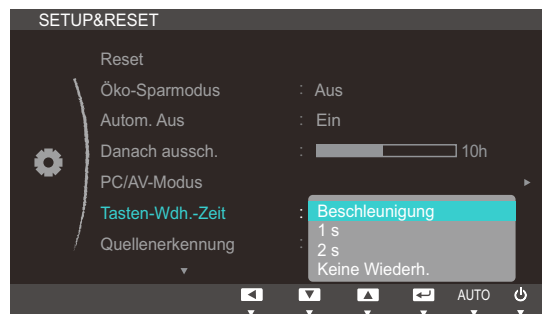 SETUP&RESET
Reset
Öko-Sparmodus : Aus
Autom. Aus : Ein
Danach aussch. : 10h
PC/AV-Modus
Tasten-Wdh.-Zeit : Beschleunigung
1 s
Quellenerkennung : 2 s
Keine Wiederh.
AUTO